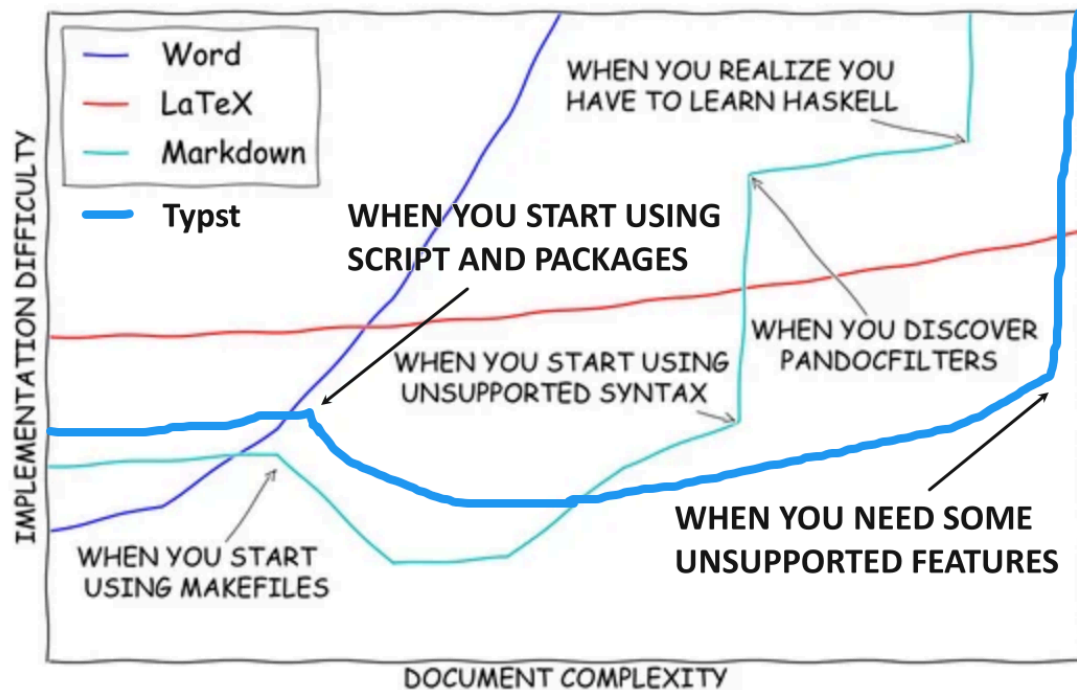 Word
LaTeX
Markdown
Typst
WHEN YOU REALIZE YOU
HAVE TO LEARN HASKELL
WHEN YOU START USING
SCRIPT AND PACKAGES
WHEN YOU DISCOVER
PANDOCFILTERS
WHEN YOU START USING
UNSUPPORTED SYNTAX
WHEN YOU NEED SOME
UNSUPPORTED FEATURES
WHEN YOU START
USING MAKEFILES
IMPLEMENTATION DIFFICULTY
DOCUMENT COMPLEXITY